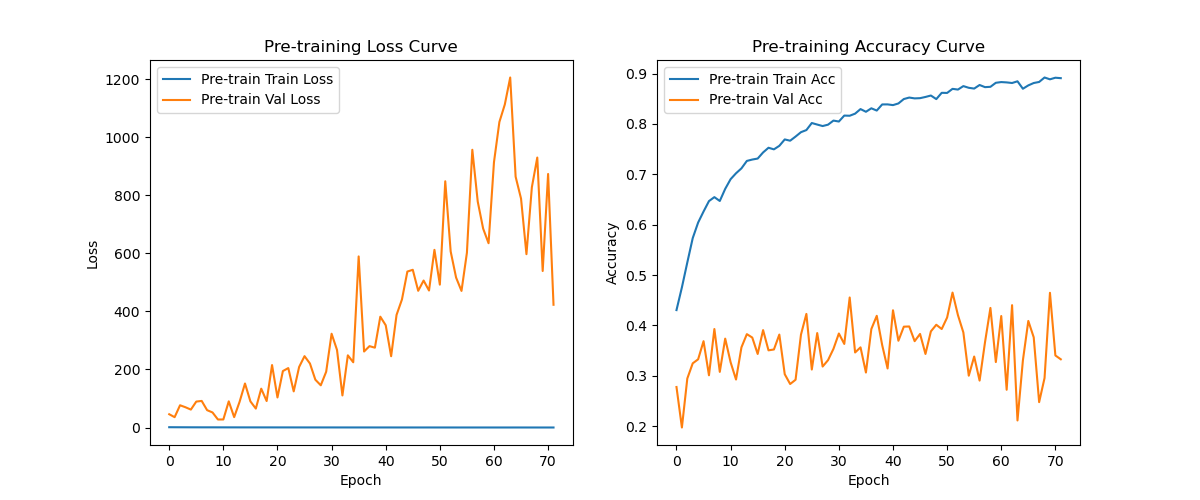 Pre-training Loss Curve
Pre-train Train Loss
Pre-train Val Loss
1200
1000
800
600
400
200
0
Loss
0 10 20 30 40 50 60 70
Epoch
Pre-training Accuracy Curve
Pre-train Train Acc
Pre-train Val Acc
0.9
0.8
0.7
0.6
0.5
0.4
0.3
0.2
Accuracy
0 10 20 30 40 50 60 70
Epoch